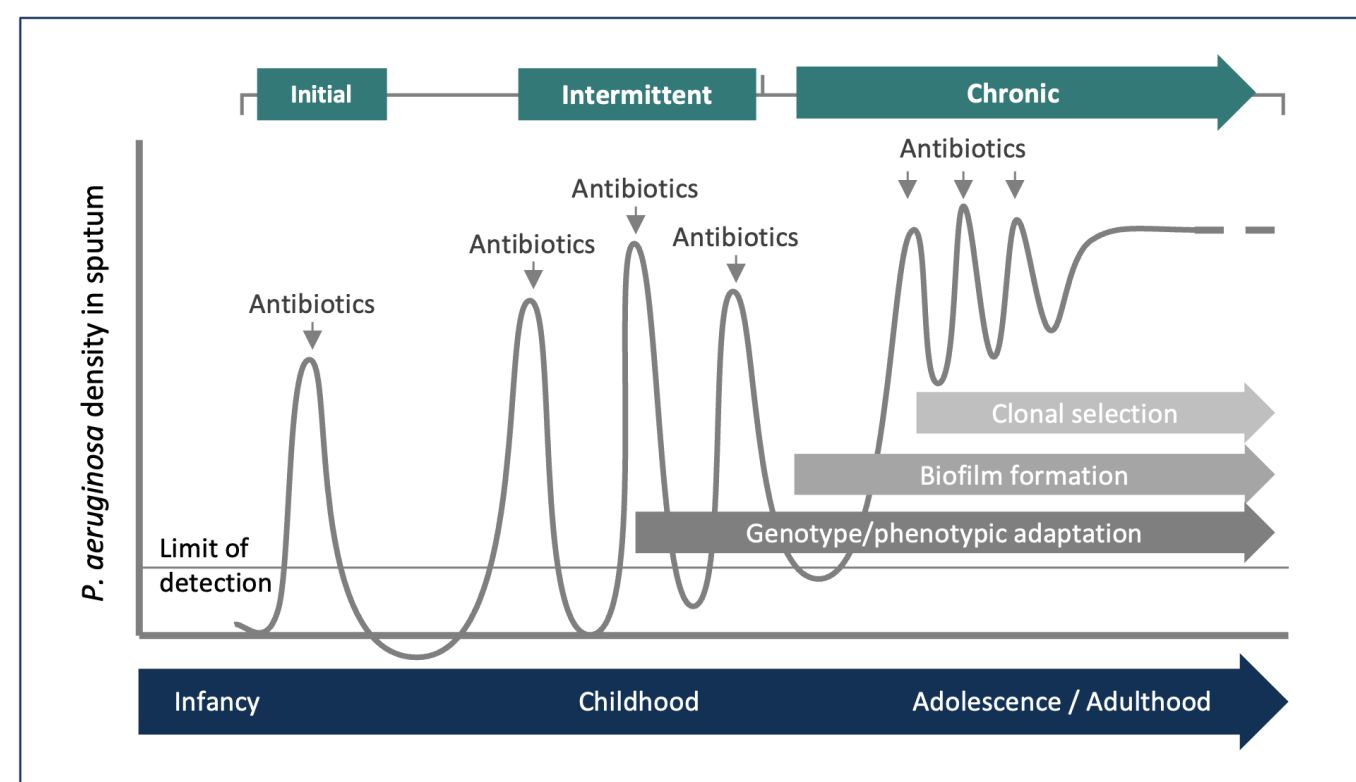 Initial
Intermittent
Chronic
Antibiotics
Antibiotics
Antibiotics
Antibiotics
Antibiotics
P. aeruginosa density in sputum
Clonal selection
Biofilm formation
Genotype/phenotypic adaptation
Limit of
detection
Infancy
Childhood
Adolescence / Adulthood